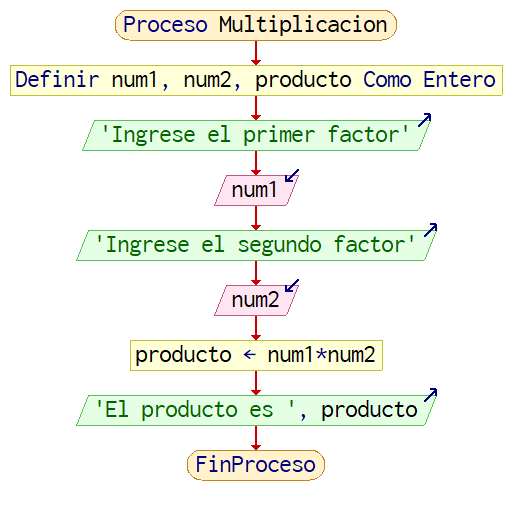 Proceso Multiplicacion
Definir num1, num2, producto Como Entero
'Ingrese el primer factor'
num1
'Ingrese el segundo factor'
num2
producto ← num1*num2
'El producto es ', producto
FinProceso